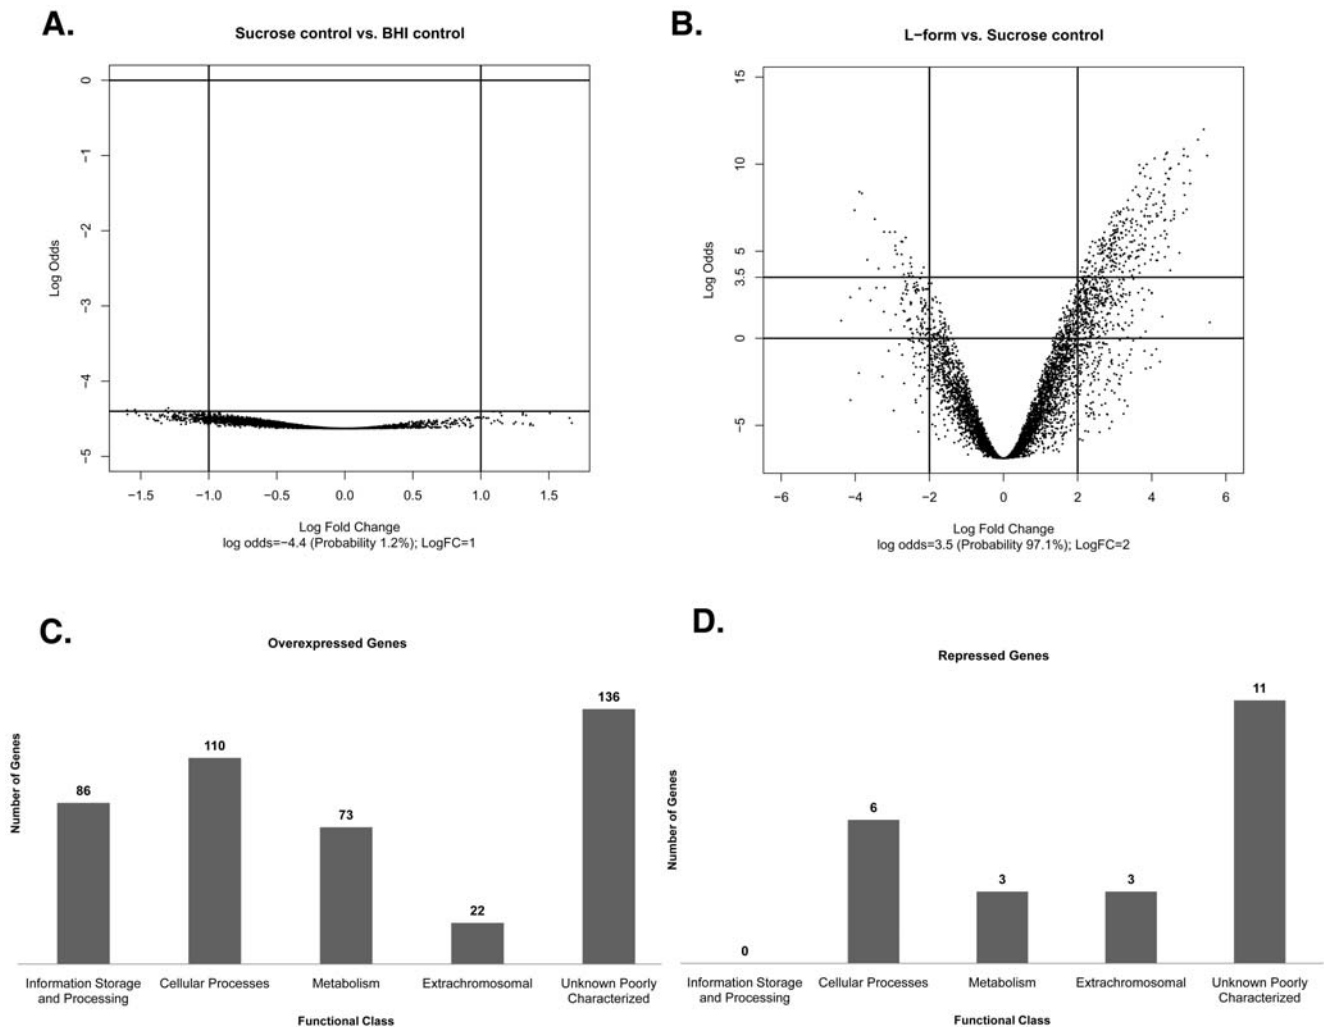 A.
Sucrose control vs. BHI control
0
−1
−2
−3
−4
−5
Log Odds
−1.5 −1.0 −0.5 0.0 0.5 1.0 1.5
Log Fold Change
log odds=−4.4 (Probability 1.2%); LogFC=1
B.
L−form vs. Sucrose control
15
10
5
3.5
0
−5
Log Odds
−6 −4 −2 0 2 4 6
Log Fold Change
log odds=3.5 (Probability 97.1%); LogFC=2
C.
Overexpressed Genes
Number of Genes
86
110
73
22
136
Information Storage
and Processing
Cellular Processes
Metabolism
Extrachromosomal
Unknown Poorly
Characterized
Functional Class
D.
Repressed Genes
Number of Genes
0
6
3
3
11
Information Storage
and Processing
Cellular Processes
Metabolism
Extrachromosomal
Unknown Poorly
Characterized
Functional Class